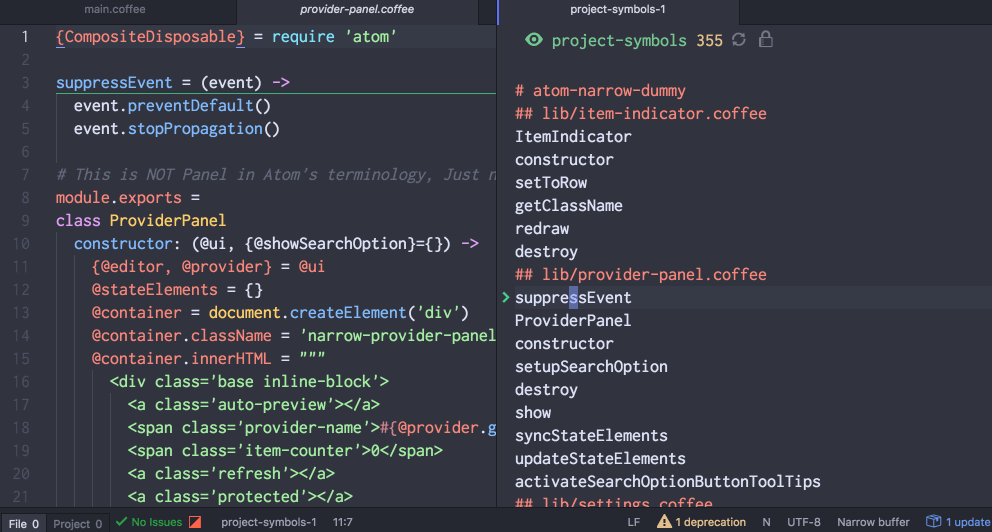 main.coffee
provider-panel.coffee
project-symbols-1
1 {CompositeDisposable} = require 'atom'
2
3 suppressEvent = (event) ->
4 event.preventDefault()
5 event.stopPropagation()
6
7 # This is NOT Panel in Atom's terminology, Just n
8 module.exports =
9 class ProviderPanel
10 constructor: (@ui, {@showSearchOption}={}) ->
11 {@editor, @provider} = @ui
12 @stateElements = {}
13 @container = document.createElement('div')
14 @container.className = 'narrow-provider-panel
15 @container.innerHTML = """
16 <div class='base inline-block'>
17 <a class='auto-preview'></a>
18 <span class='provider-name'>#{@provider.g
19 <span class='item-counter'>0</span>
20 <a class='refresh'></a>
21 <a class='protected'></a>
project-symbols 355
# atom-narrow-dummy
## lib/item-indicator.coffee
ItemIndicator
constructor
setToRow
getClassName
redraw
destroy
## lib/provider-panel.coffee
suppressEvent
ProviderPanel
constructor
setupSearchOption
destroy
show
syncStateElements
updateStateElements
activateSearchOptionButtonToolTips
## lib/settings.coffee
File 0 Project 0 No Issues project-symbols-1 11:7 LF 1 deprecation N UTF-8 Narrow buffer 1 update